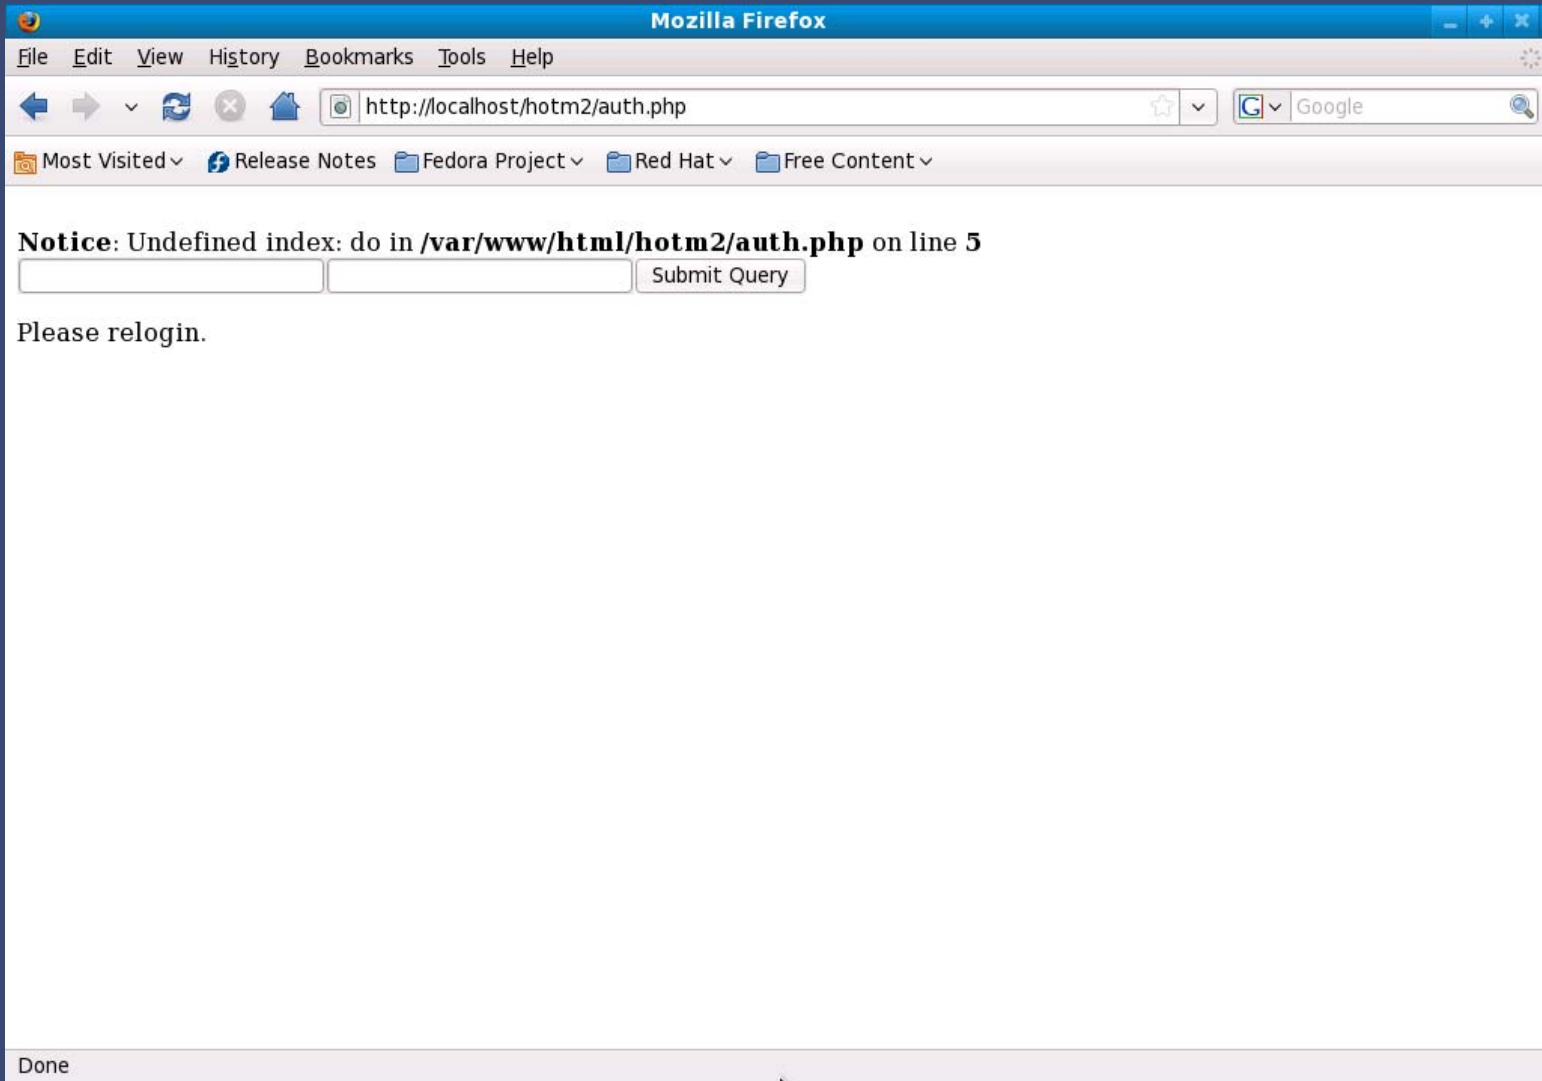 Mozilla Firefox
File Edit View History Bookmarks Tools Help
http://localhost/hotm2/auth.php G Google
Most Visited Release Notes Fedora Project Red Hat Free Content
Notice: Undefined index: do in /var/www/html/hotm2/auth.php on line 5
Submit Query
Please relogin.
Done